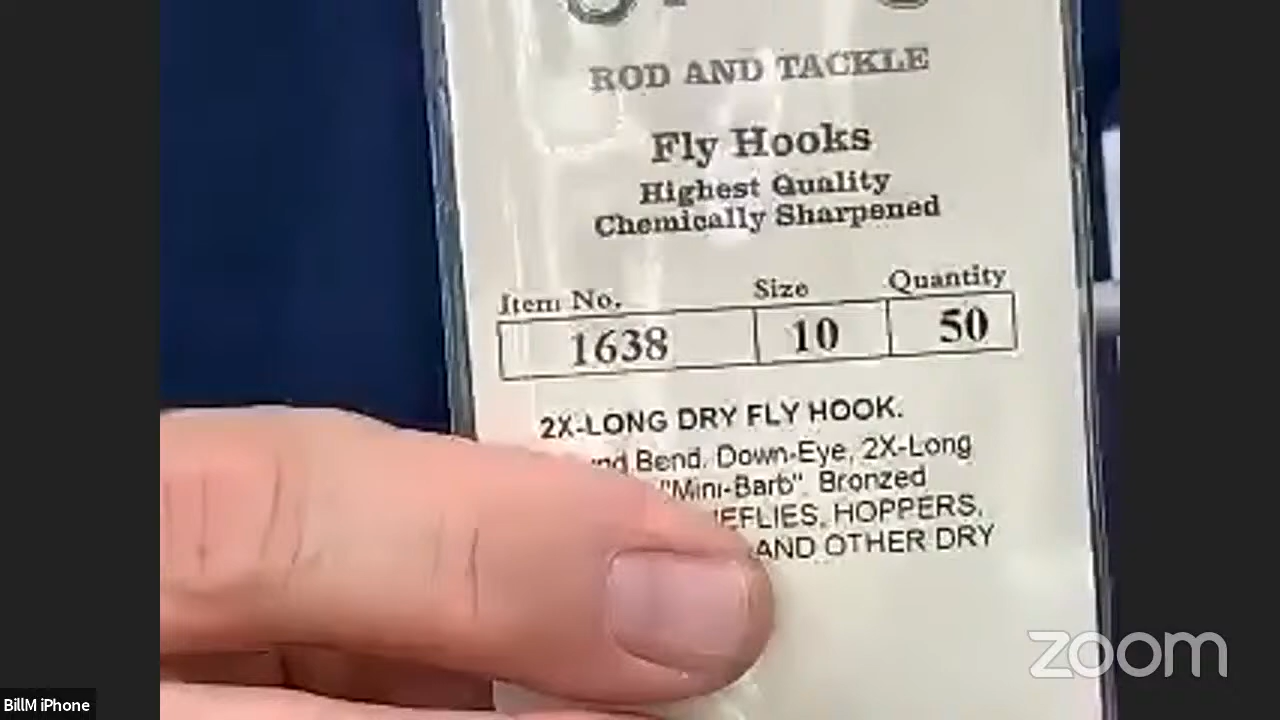 ROD AND TACKLE
Fly Hooks
Highest Quality
Chemically Sharpened
Item No. Size Quantity
1638 10 50
2X-LONG DRY FLY HOOK.
Bend, Down-Eye, 2X-Long
"Mini-Barb". Bronzed
HOPPERS,
AND OTHER DRY
zoom
BillM iPhone